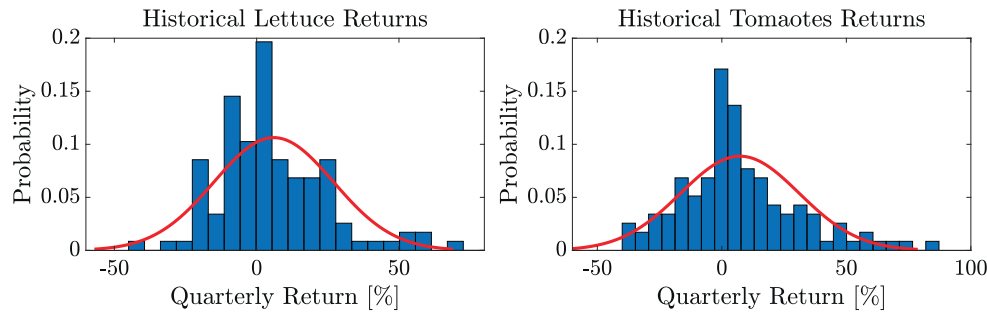 Historical Lettuce Returns
0.2
0.15
0.1
0.05
0
Probability
-50
0
50
Quarterly Return [%]
Historical Tomaotes Returns
0.2
0.15
0.1
0.05
0
Probability
-50
0
50
100
Quarterly Return [%]